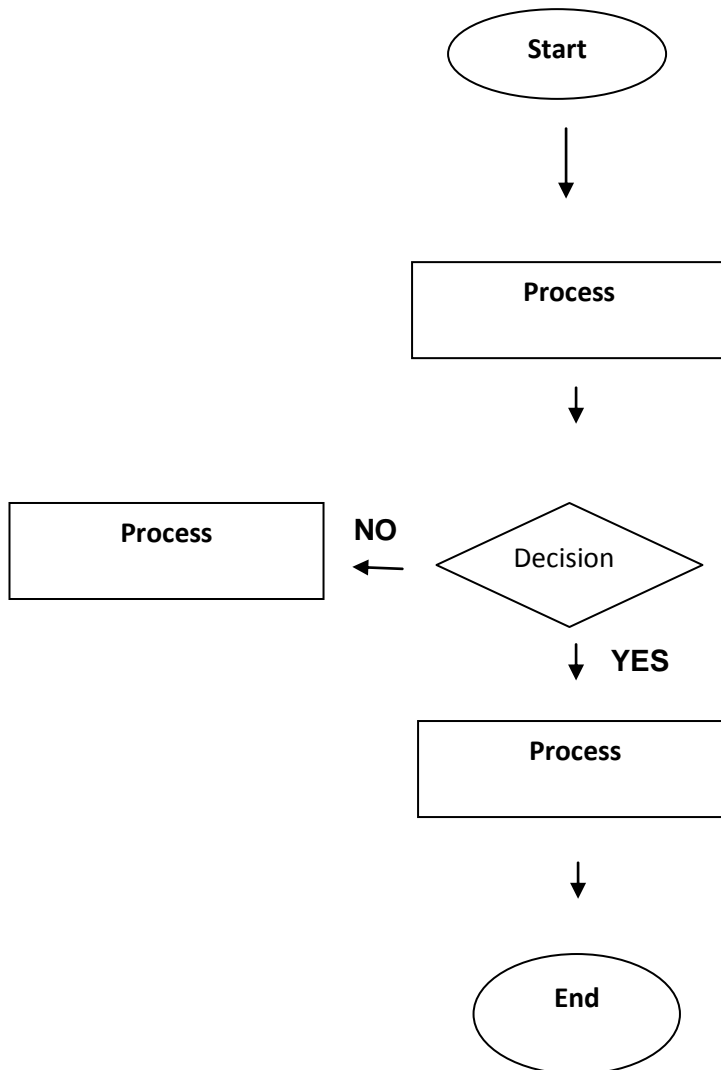 Start
Process
Process
NO
Decision
YES
Process
End